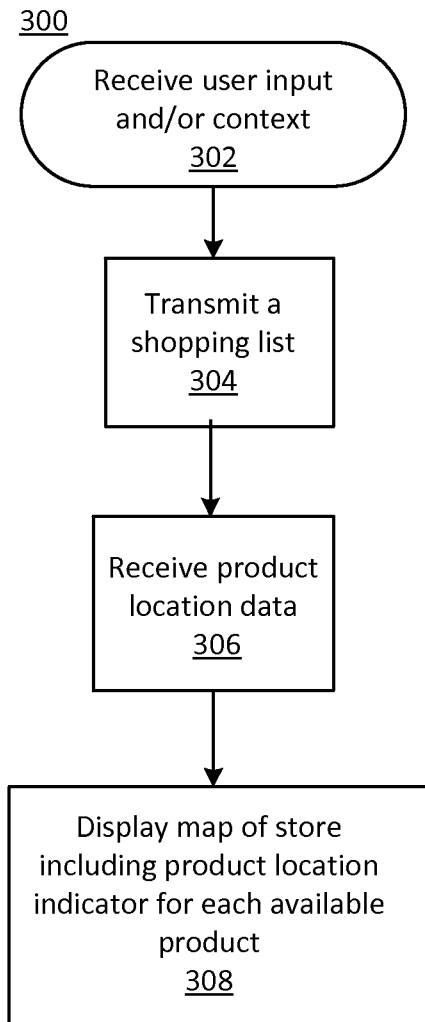 300
Receive user input
and/or context
302
Transmit a
shopping list
304
Receive product
location data
306
Display map of store
including product location
indicator for each available
product
308